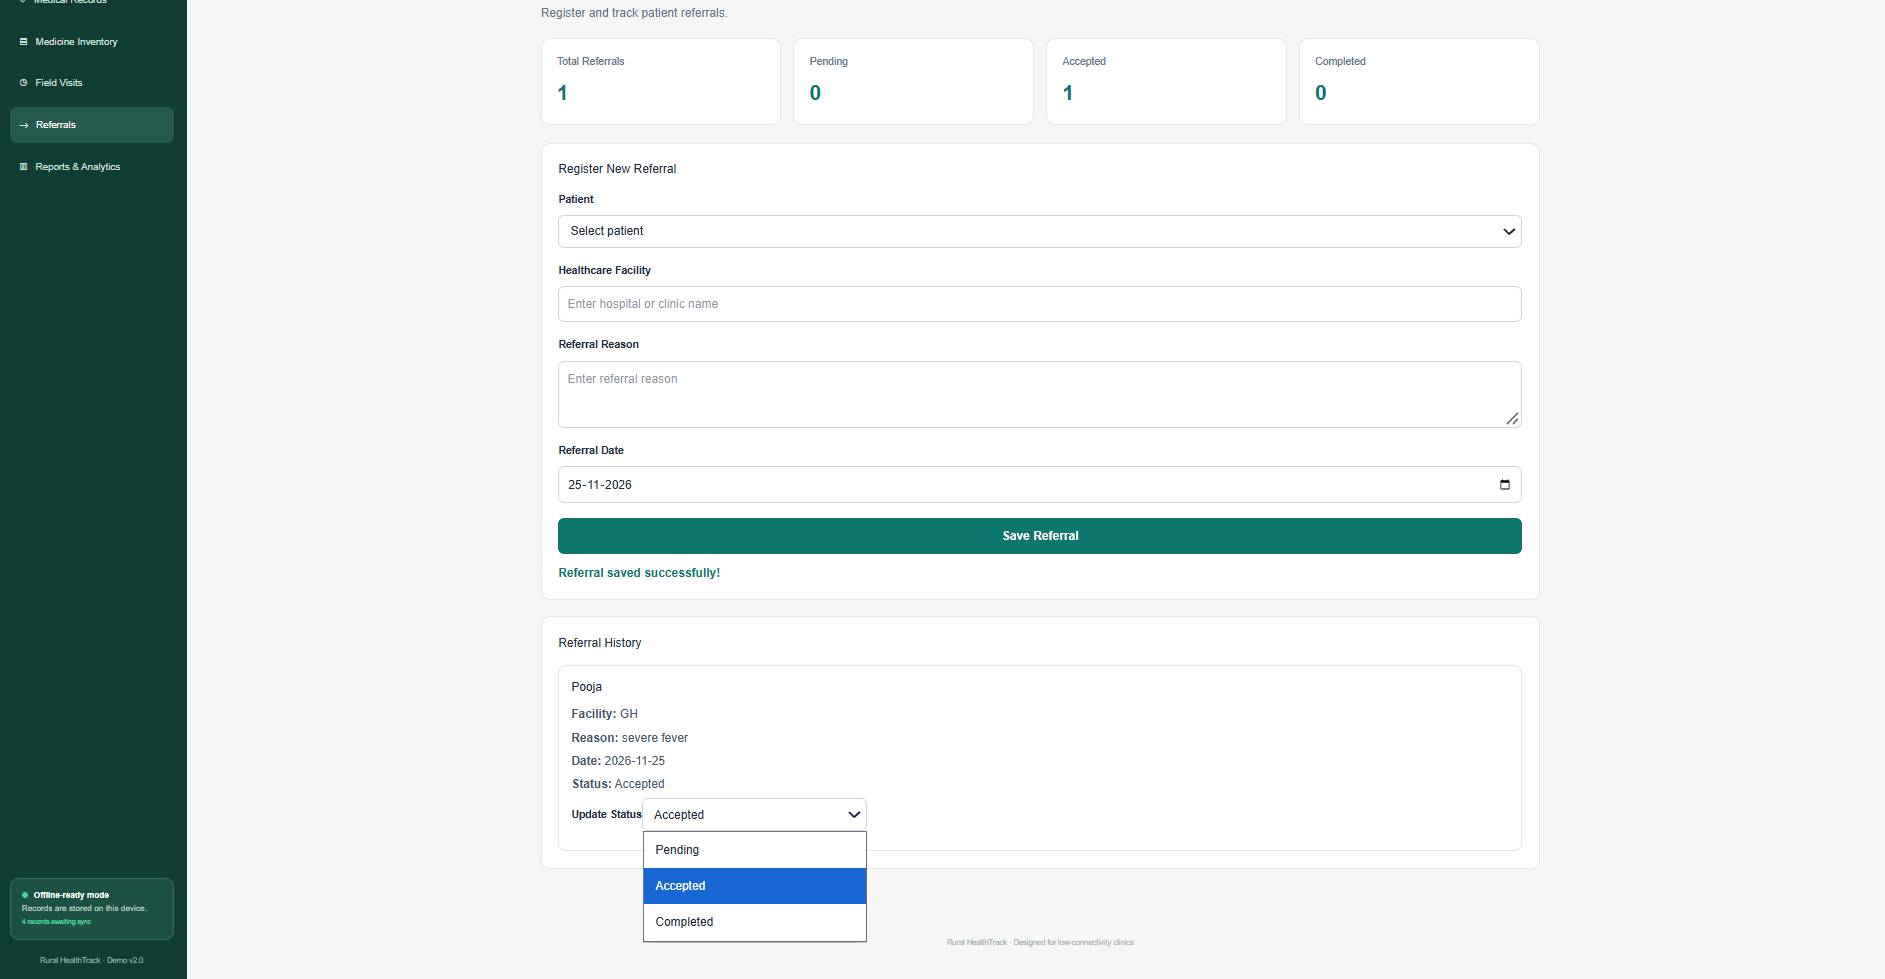 Medical Records
Medicine Inventory
Field Visits
Referrals
Reports & Analytics
Offline-ready mode
Records are stored on this device.
4 records awaiting sync
Rural HealthTrack · Demo v2.0
Register and track patient referrals.
Total Referrals
1
Pending
0
Accepted
1
Completed
0
Register New Referral
Patient
Select patient
Healthcare Facility
Enter hospital or clinic name
Referral Reason
Enter referral reason
Referral Date
25-11-2026
Save Referral
Referral saved successfully!
Referral History
Pooja
Facility: GH
Reason: severe fever
Date: 2026-11-25
Status: Accepted
Update Status Accepted
Pending
Accepted
Completed
Rural HealthTrack · Designed for low-connectivity clinics